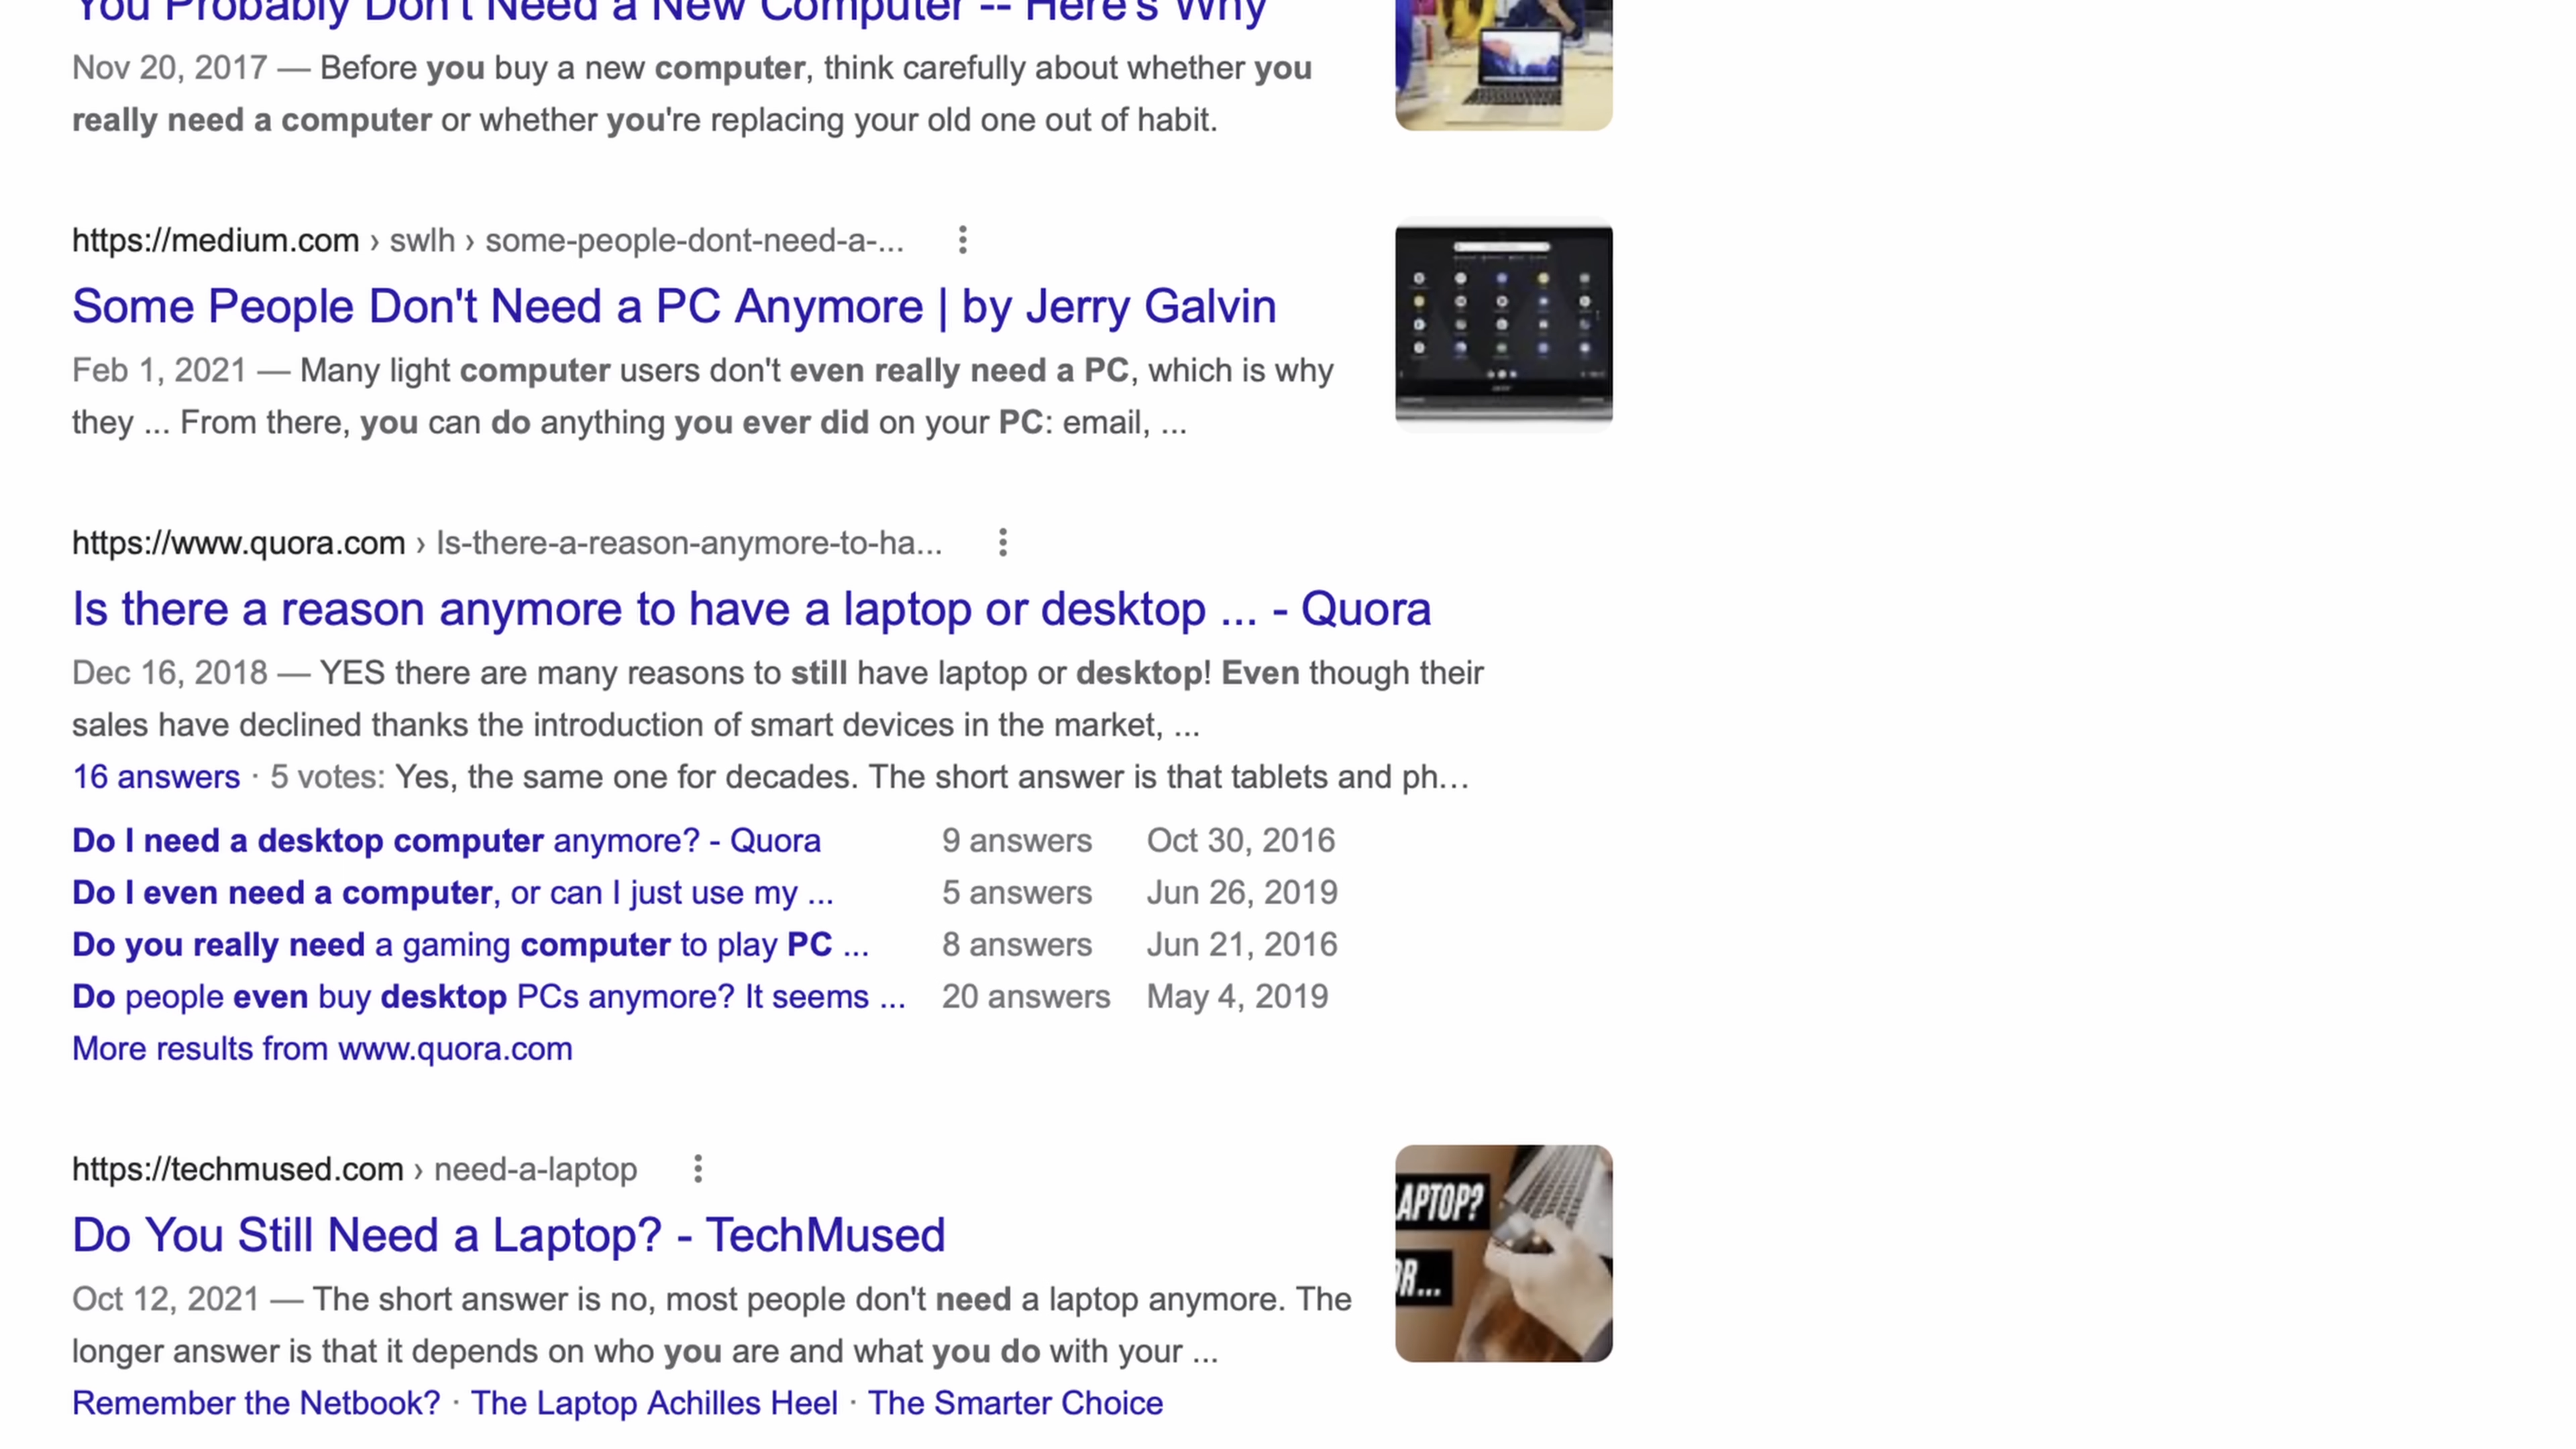 You Probably Don't Need a New Computer -- Here's Why
Nov 20, 2017 — Before you buy a new computer, think carefully about whether you
really need a computer or whether you're replacing your old one out of habit.
https://medium.com › swlh › some-people-dont-need-a-...
Some People Don't Need a PC Anymore | by Jerry Galvin
Feb 1, 2021 — Many light computer users don't even really need a PC, which is why
they ... From there, you can do anything you ever did on your PC: email, ...
https://www.quora.com › Is-there-a-reason-anymore-to-ha...
Is there a reason anymore to have a laptop or desktop ... - Quora
Dec 16, 2018 — YES there are many reasons to still have laptop or desktop! Even though their
sales have declined thanks the introduction of smart devices in the market, ...
16 answers · 5 votes: Yes, the same one for decades. The short answer is that tablets and ph...
Do I need a desktop computer anymore? - Quora 9 answers Oct 30, 2016
Do I even need a computer, or can I just use my ... 5 answers Jun 26, 2019
Do you really need a gaming computer to play PC ... 8 answers Jun 21, 2016
Do people even buy desktop PCs anymore? It seems ... 20 answers May 4, 2019
More results from www.quora.com
https://techmused.com › need-a-laptop
APTOP?
Do You Still Need a Laptop? - TechMused
R...
Oct 12, 2021 — The short answer is no, most people don't need a laptop anymore. The
longer answer is that it depends on who you are and what you do with your ...
Remember the Netbook? · The Laptop Achilles Heel · The Smarter Choice